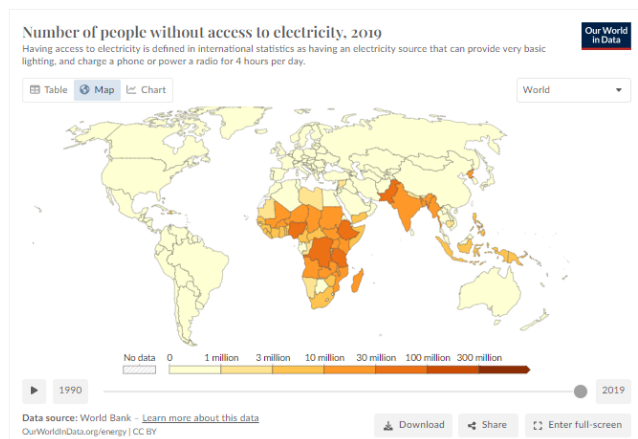 Number of people without access to electricity, 2019
Our World
in Data
Having access to electricity is defined in international statistics as having an electricity source that can provide very basic
lighting, and charge a phone or power a radio for 4 hours per day.
Table Map Chart World
No data 0 1 million 3 million 10 million 30 million 100 million 300 million
1990 2019
Data source: World Bank – Learn more about this data
OurWorldInData.org/energy | CC BY
Download Share Enter full-screen